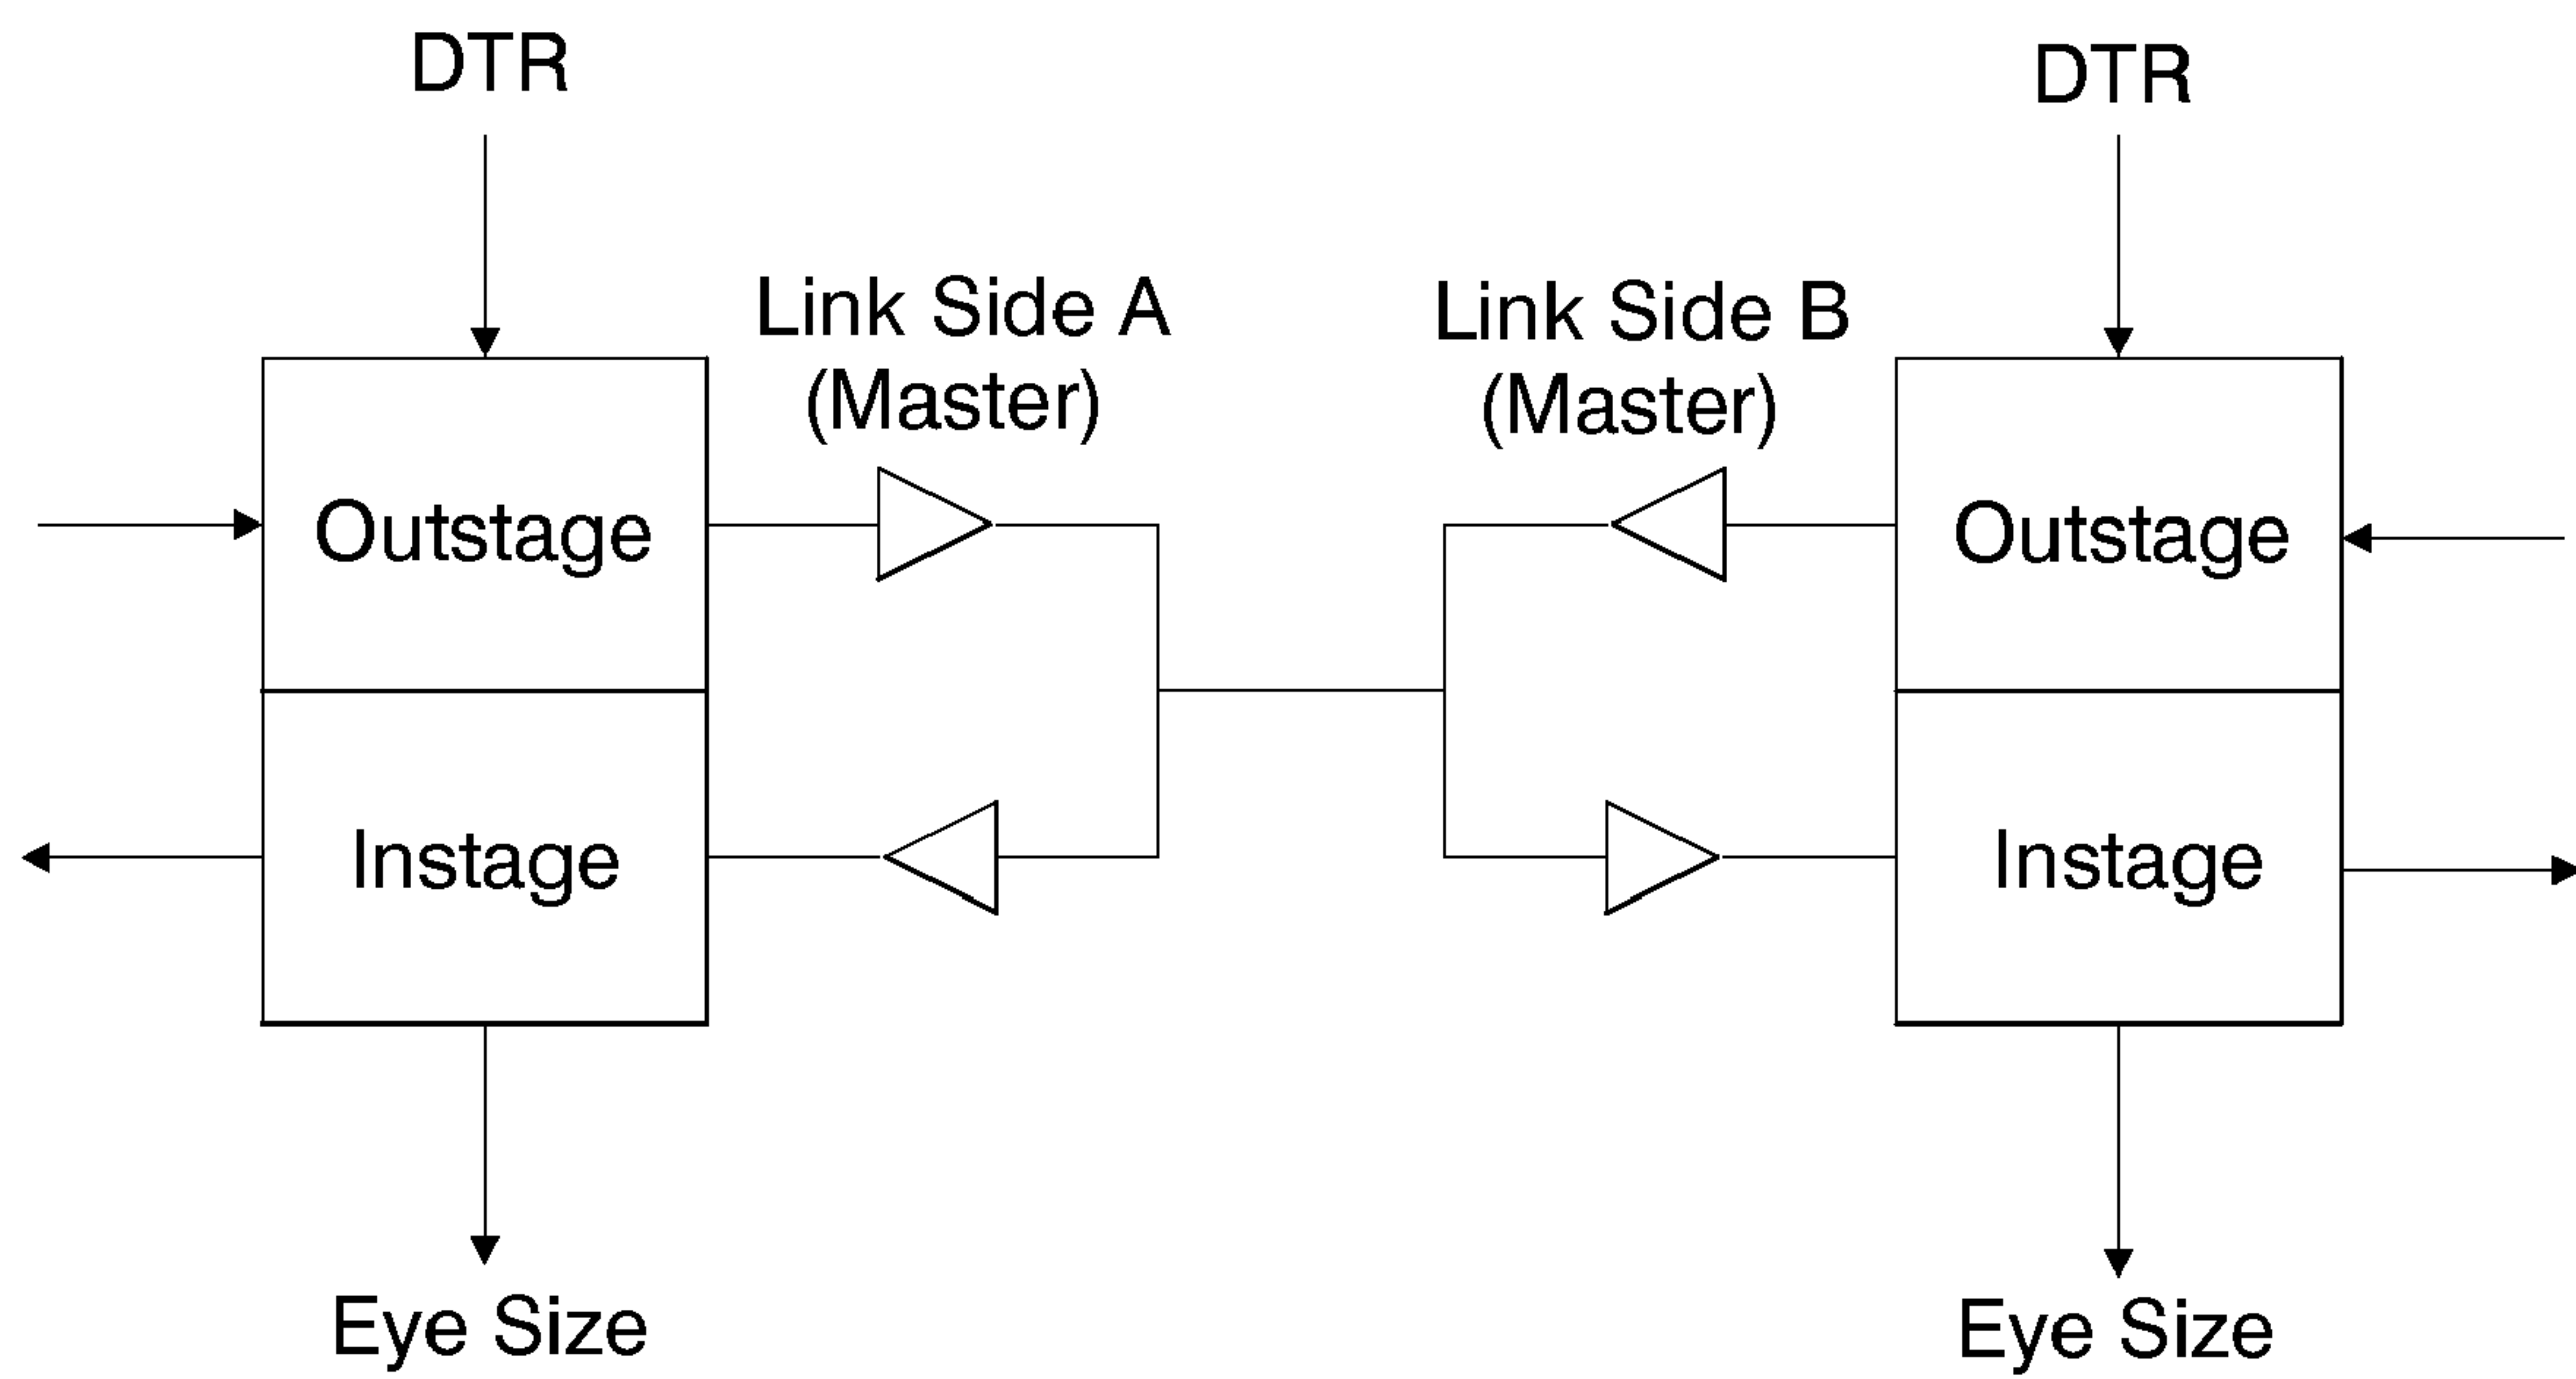 DTR
DTR
Link Side A
(Master)
Link Side B
(Master)
Outstage
Outstage
Instage
Instage
Eye Size
Eye Size